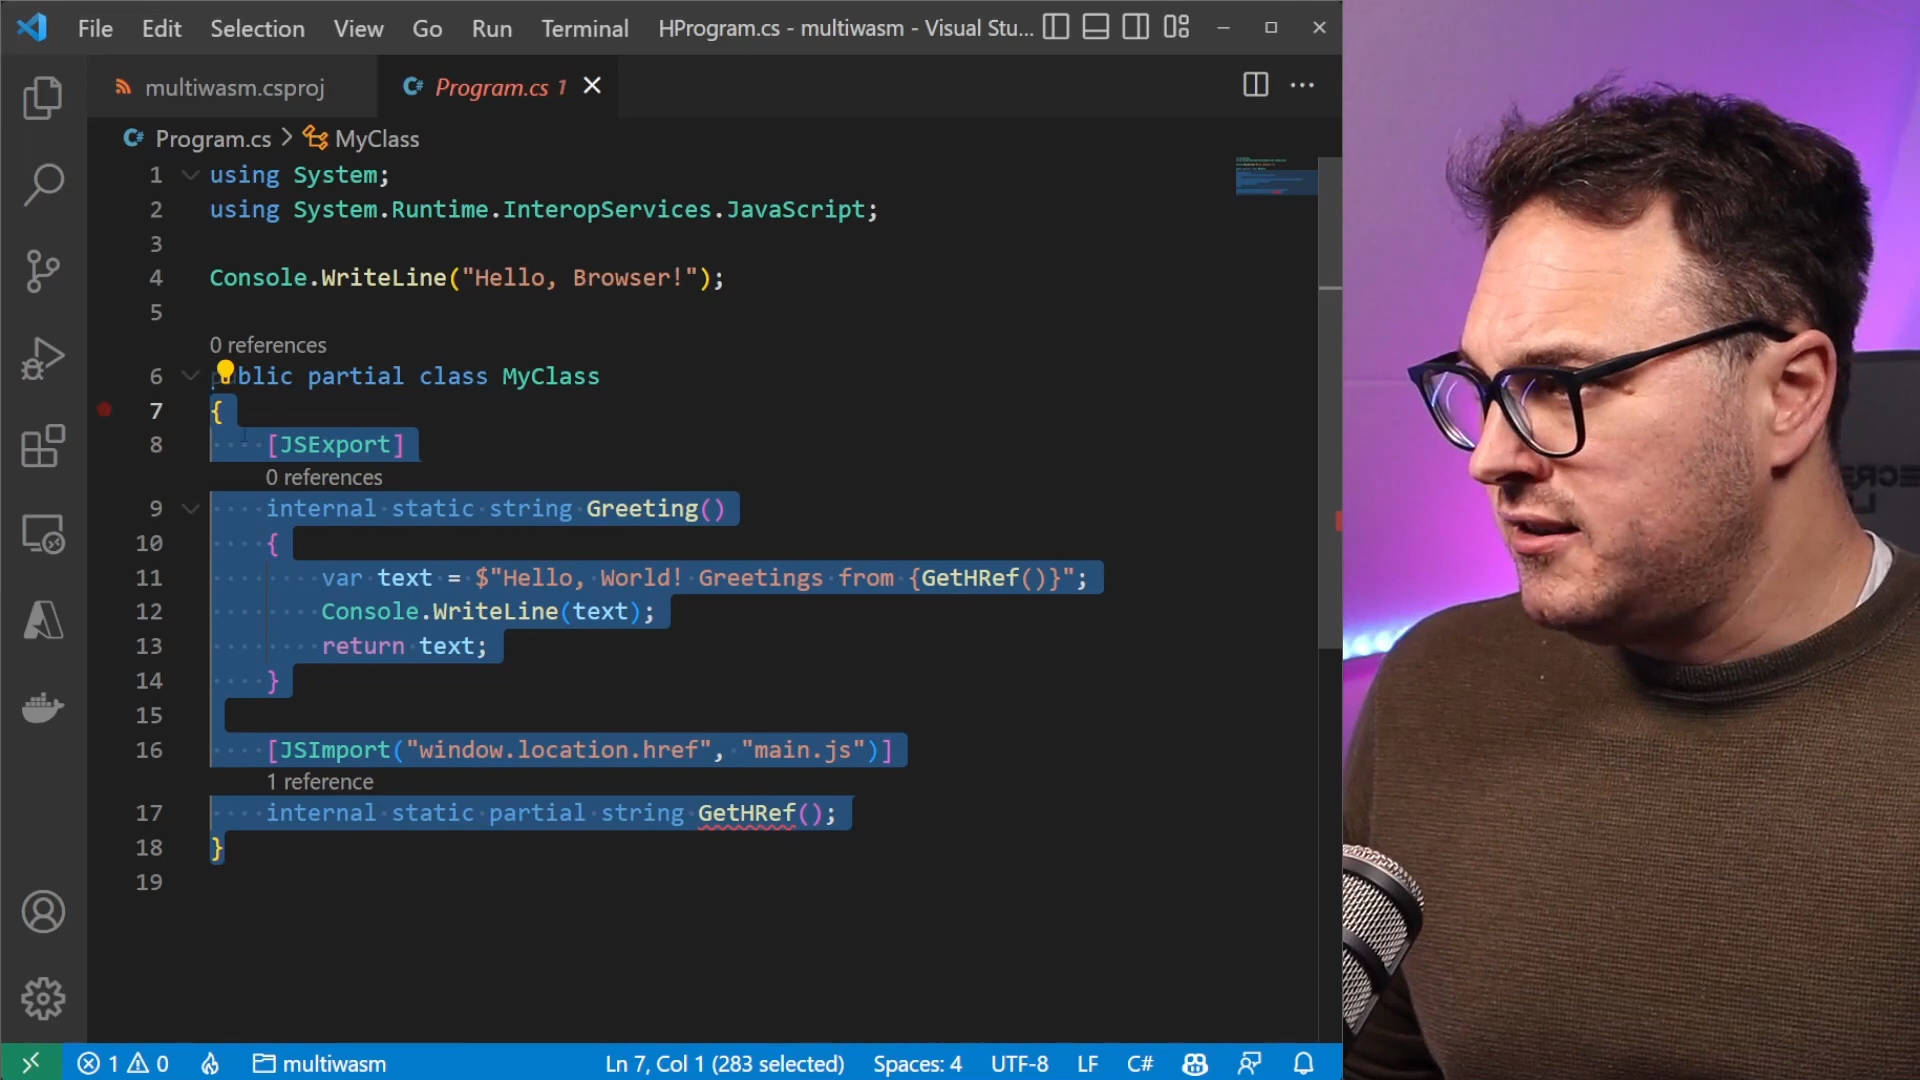 File Edit Selection View Go Run Terminal HProgram.cs - multiwasm - Visual Stu...
multiwasm.csproj C# Program.cs 1
C# Program.cs > MyClass
1 using System;
2 using System.Runtime.InteropServices.JavaScript;
3
4 Console.WriteLine("Hello, Browser!");
5
0 references
6 public partial class MyClass
7 {
8 [JSExport]
0 references
9 internal static string Greeting()
10 {
11 var text = $"Hello, World! Greetings from {GetHRef()}";
12 Console.WriteLine(text);
13 return text;
14 }
15
16 [JSImport("window.location.href", "main.js")]
1 reference
17 internal static partial string GetHRef();
18 }
19
1 0 multiwasm Ln 7, Col 1 (283 selected) Spaces: 4 UTF-8 LF C#